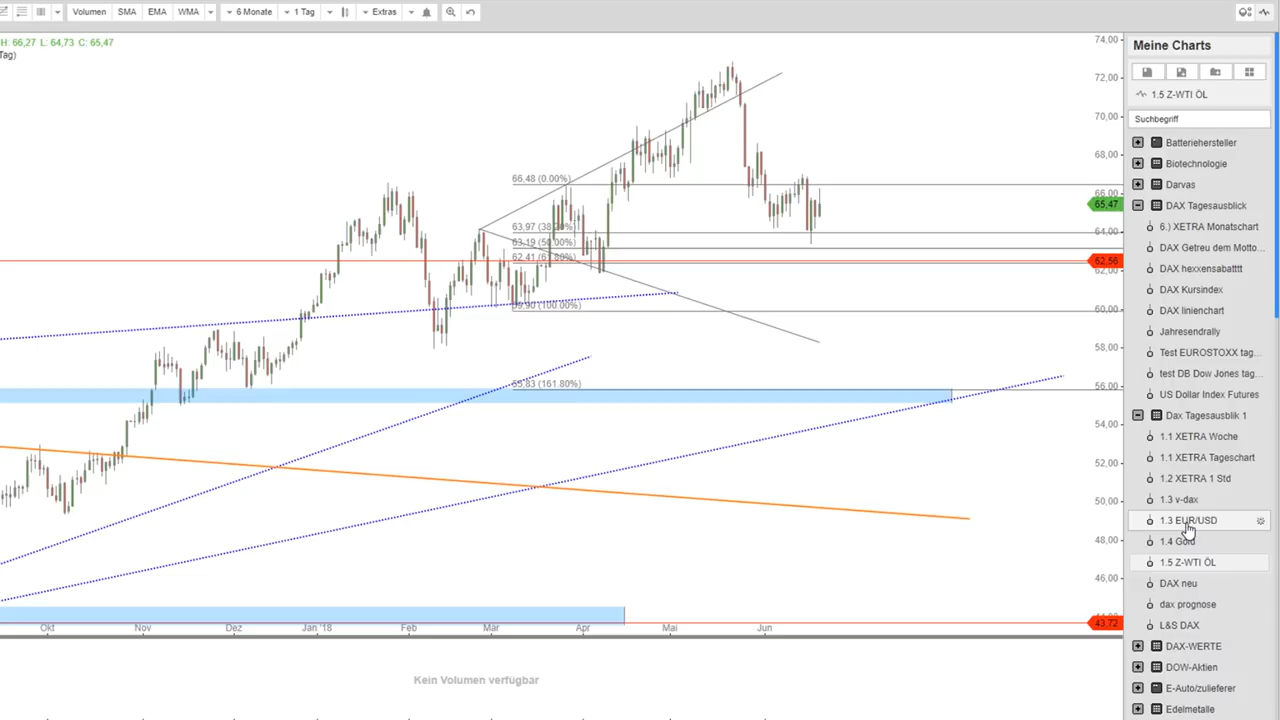 Volumen SMA EMA WMA 6 Monate 1 Tag Extras
H: 66,27 L: 64,73 C: 65,47
Tag)
74,00
72,00
70,00
68,00
66,00
65,47
64,00
62,56
62,00
60,00
58,00
56,00
54,00
52,00
50,00
48,00
46,00
43,72
66,48 (0.00%)
63,97 (38.20%)
63,19 (50.00%)
62,41 (61.80%)
59,90 (100.00%)
55,83 (161.80%)
Okt Nov Dez Jan '18 Feb Mär Apr Mai Jun
Kein Volumen verfügbar
Meine Charts
1.5 Z-WTI ÖL
Suchbegriff
Batteriehersteller
Biotechnologie
Darvas
DAX Tagesausblick
6.) XETRA Monatschart
DAX Getreu dem Motto...
DAX hexxensabatttt
DAX Kursindex
DAX linienchart
Jahresendrally
Test EUROSTOXX tag...
test DB Dow Jones tag...
US Dollar Index Futures
Dax Tagesausblik 1
1.1 XETRA Woche
1.1 XETRA Tageschart
1.2 XETRA 1 Std
1.3 v-dax
1.3 EUR/USD
1.4 Gold
1.5 Z-WTI ÖL
DAX neu
dax prognose
L&S DAX
DAX-WERTE
DOW-Aktien
E-Auto/zulieferer
Edelmetalle